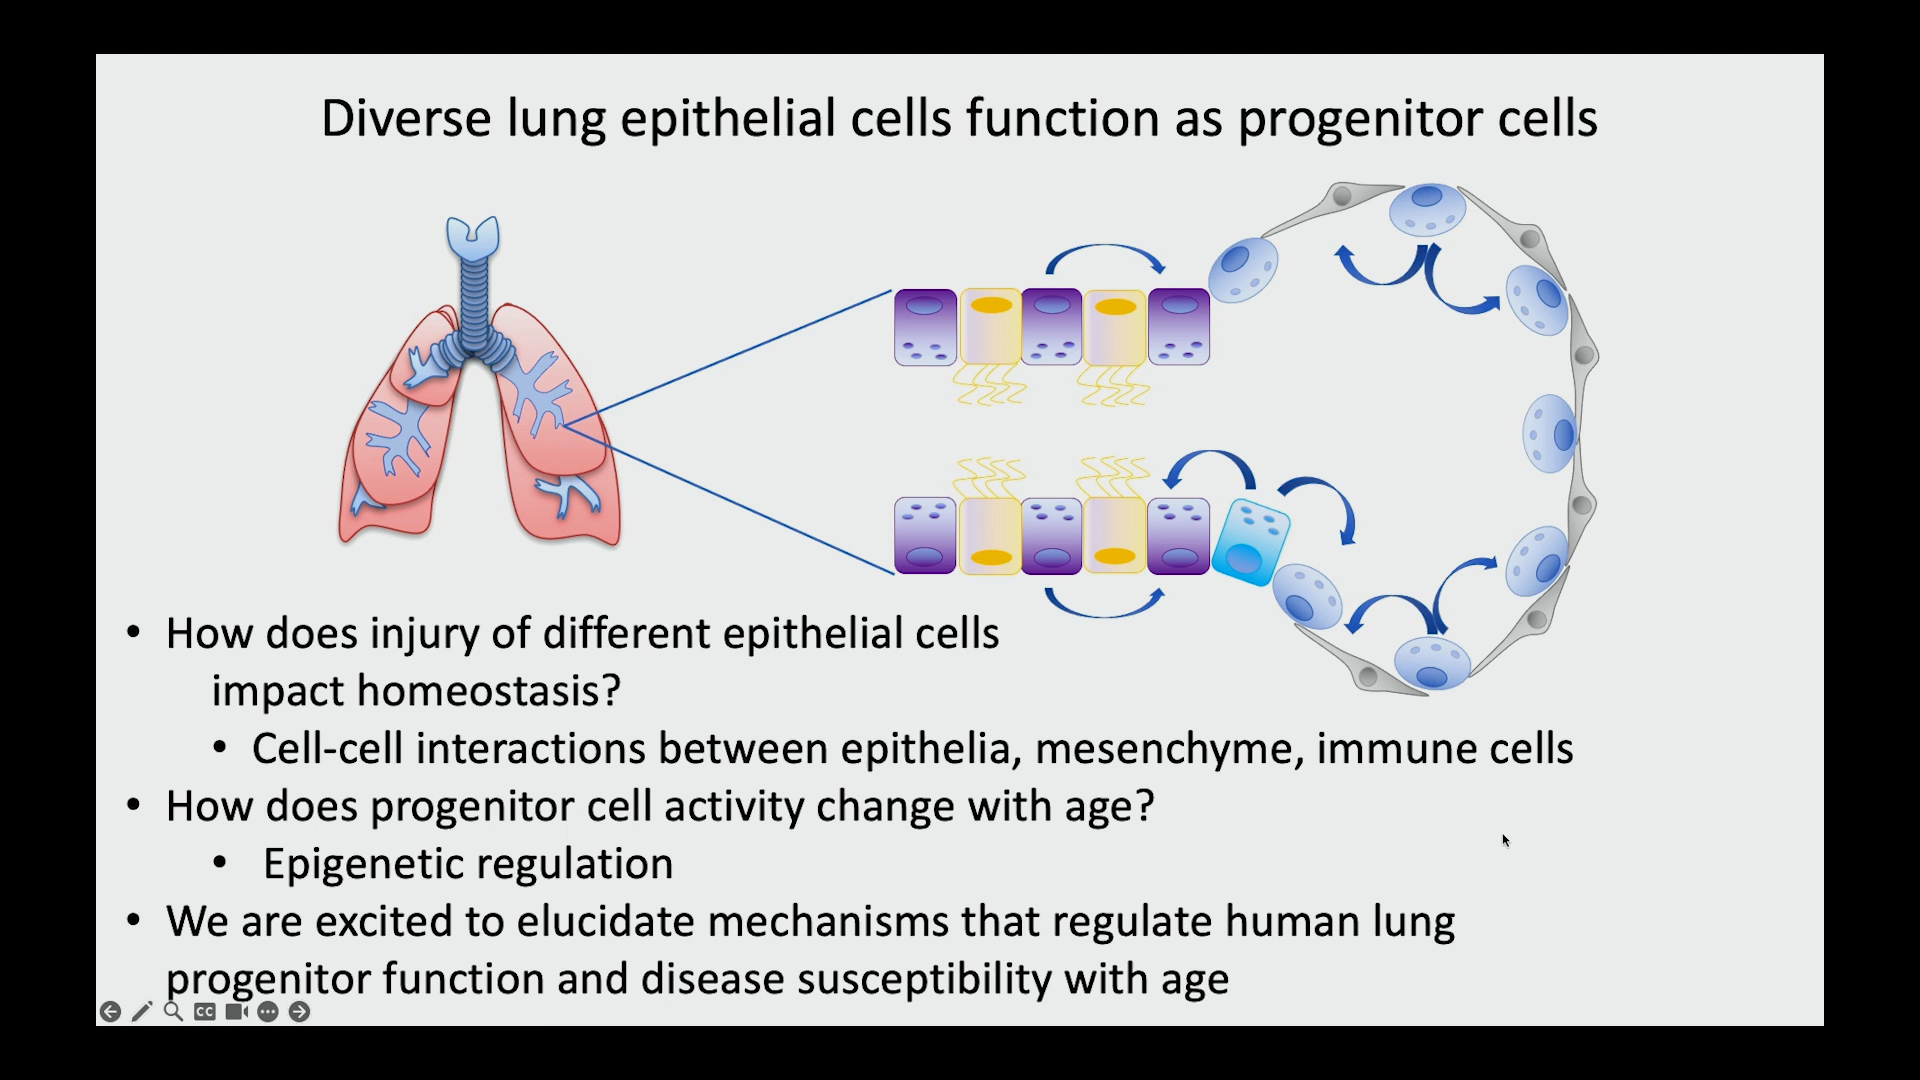 Diverse lung epithelial cells function as progenitor cells
• How does injury of different epithelial cells
impact homeostasis?
• Cell-cell interactions between epithelia, mesenchyme, immune cells
• How does progenitor cell activity change with age?
• Epigenetic regulation
• We are excited to elucidate mechanisms that regulate human lung
progenitor function and disease susceptibility with age
CC